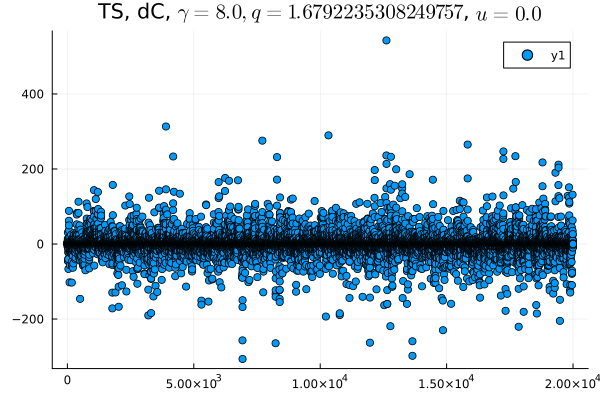 TS, dC, γ = 8.0, q = 1.6792235308249757, u = 0.0
y1
400
200
0
−200
0 5.00×10³ 1.00×10⁴ 1.50×10⁴ 2.00×10⁴